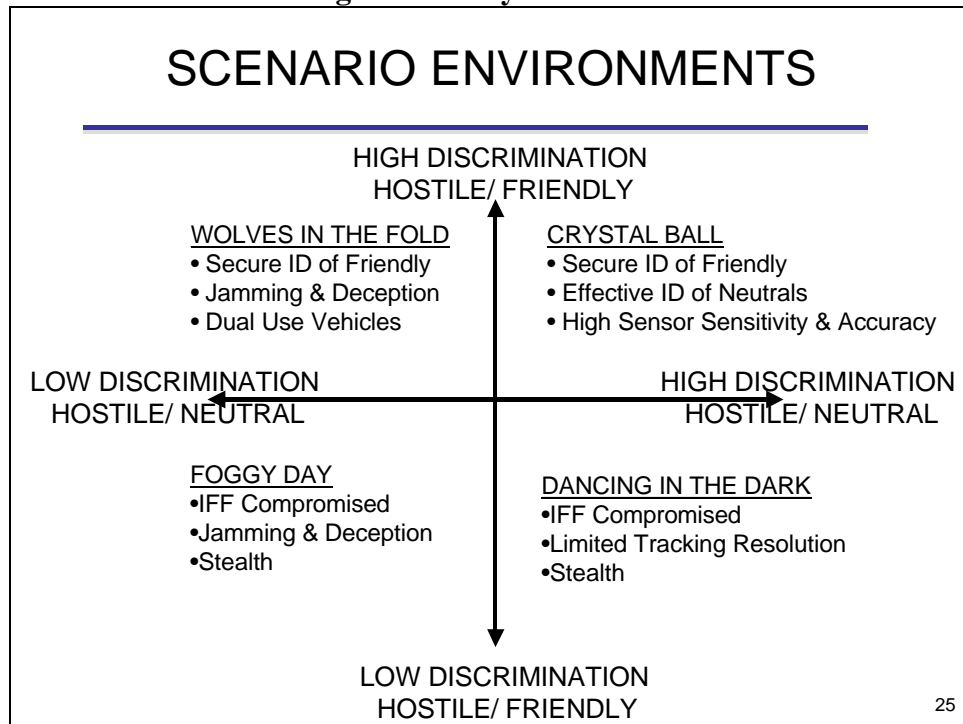 SCENARIO ENVIRONMENTS
HIGH DISCRIMINATION
HOSTILE/ FRIENDLY
WOLVES IN THE FOLD
• Secure ID of Friendly
• Jamming & Deception
• Dual Use Vehicles
CRYSTAL BALL
• Secure ID of Friendly
• Effective ID of Neutrals
• High Sensor Sensitivity & Accuracy
LOW DISCRIMINATION
HOSTILE/ NEUTRAL
HIGH DISCRIMINATION
HOSTILE/ NEUTRAL
FOGGY DAY
•IFF Compromised
•Jamming & Deception
•Stealth
DANCING IN THE DARK
•IFF Compromised
•Limited Tracking Resolution
•Stealth
LOW DISCRIMINATION
HOSTILE/ FRIENDLY
25